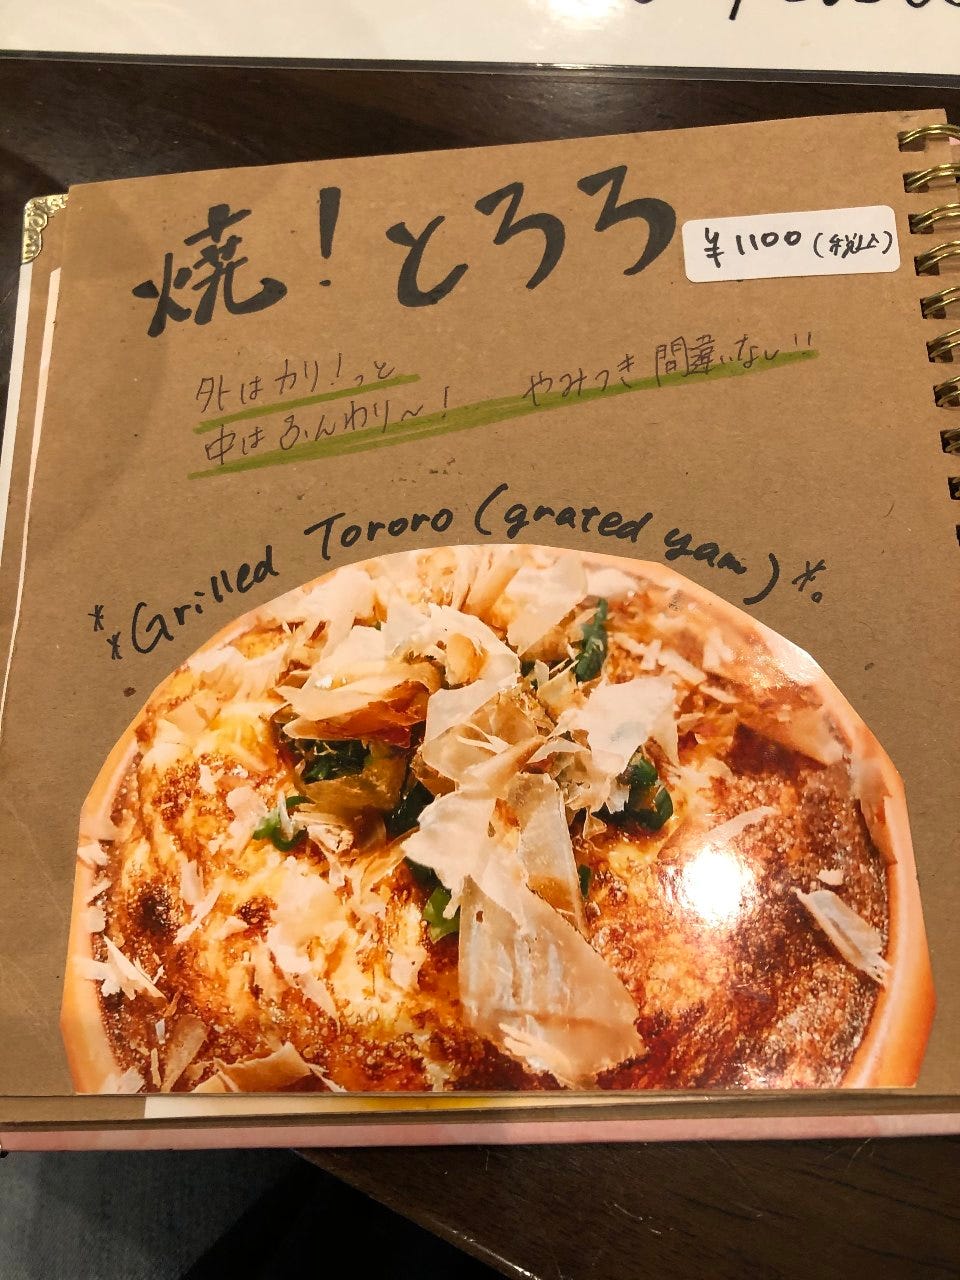 焼！とろろ
¥1100(税込)
外はカリ！っと
中はふんわり～！ やみつき間違いなし!!
**Grilled Tororo (grated yam)*。